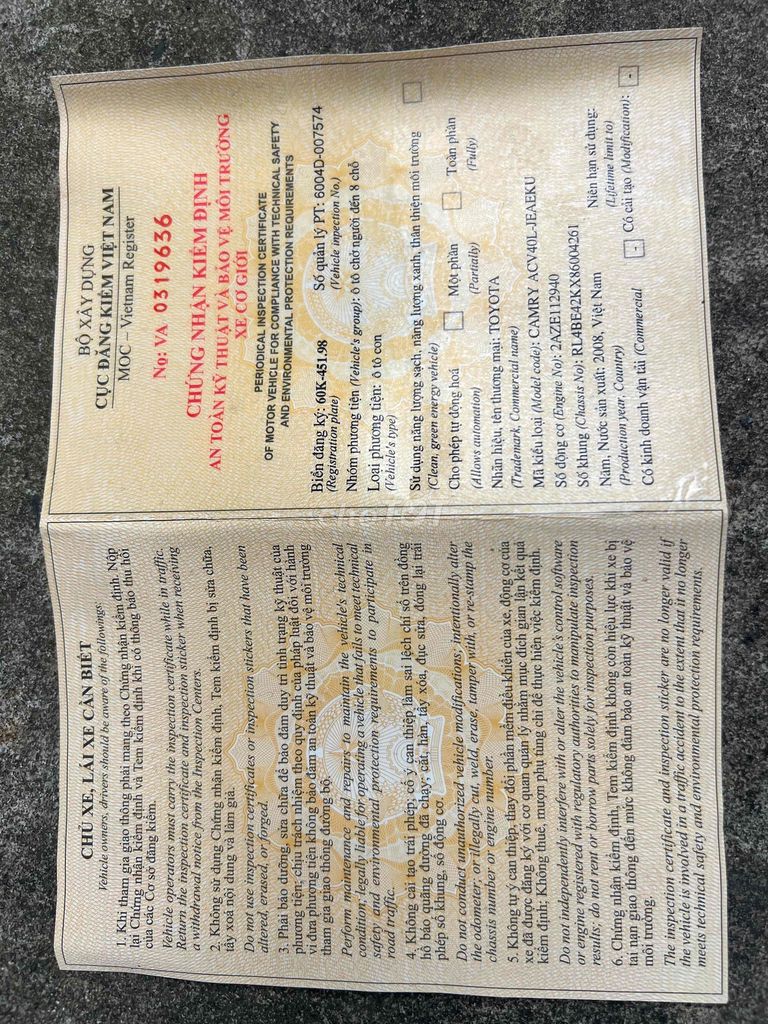 CHỦ XE, LÁI XE CẦN BIẾT
Vehicle owners, drivers should be aware of the followings:
1. Khi tham gia giao thông phải mang theo Chứng nhận kiểm định. Nộp
lại Chứng nhận kiểm định và Tem kiểm định khi có thông báo thu hồi
của các Cơ sở đăng kiểm.
Vehicle operators must carry the inspection certificate while in traffic.
Return the inspection certificate and inspection sticker when receiving
a withdrawal notice from the Inspection Centers.
2. Không sử dụng Chứng nhận kiểm định, Tem kiểm định bị sửa chữa,
tẩy xoá nội dung và làm giả.
Do not use inspection certificates or inspection stickers that have been
altered, erased, or forged.
3. Phải bảo dưỡng, sửa chữa để bảo đảm duy trì tình trạng kỹ thuật của
phương tiện; chịu trách nhiệm theo quy định của pháp luật đối với hành
vi đưa phương tiện không bảo đảm an toàn kỹ thuật và bảo vệ môi trường
tham gia giao thông đường bộ.
Perform maintenance and repairs to maintain the vehicle's technical
condition; legally liable for operating a vehicle that fails to meet technical
safety and environmental protection requirements to participate in
road traffic.
4. Không cải tạo trái phép; cố ý can thiệp làm sai lệch chỉ số trên đồng
hồ báo quãng đường đã chạy; cắt, hàn, tẩy xóa, đục sửa, đóng lại trái
phép số khung, số động cơ.
Do not conduct unauthorized vehicle modifications; intentionally alter
the odometer; or illegally cut, weld, erase, tamper with, or re-stamp the
chassis number or engine number.
5. Không tự ý can thiệp, thay đổi phần mềm điều khiển của xe, động cơ của
xe đã được đăng ký với cơ quan quản lý nhằm mục đích gian lận kết quả
kiểm định; Không thuê, mượn phụ tùng chỉ để thực hiện việc kiểm định.
Do not independently interfere with or alter the vehicle's control software
or engine registered with regulatory authorities to manipulate inspection
results; do not rent or borrow parts solely for inspection purposes.
6. Chứng nhận kiểm định, Tem kiểm định không còn hiệu lực khi xe bị
tai nạn giao thông đến mức không đảm bảo an toàn kỹ thuật và bảo vệ
môi trường.
The inspection certificate and inspection sticker are no longer valid if
the vehicle is involved in a traffic accident to the extent that it no longer
meets technical safety and environmental protection requirements.
BỘ XÂY DỰNG
CỤC ĐĂNG KIỂM VIỆT NAM
MOC – Vietnam Register
No: VA 0319636
CHỨNG NHẬN KIỂM ĐỊNH
AN TOÀN KỸ THUẬT VÀ BẢO VỆ MÔI TRƯỜNG
XE CƠ GIỚI
PERIODICAL INSPECTION CERTIFICATE
OF MOTOR VEHICLE FOR COMPLIANCE WITH TECHNICAL SAFETY
AND ENVIRONMENTAL PROTECTION REQUIREMENTS
Biển đăng ký: 60K-451.98 Số quản lý PT: 6004D-007574
(Registration plate) (Vehicle inpection No.)
Nhóm phương tiện (Vehicle's group): ô tô chở người đến 8 chỗ
Loại phương tiện: ô tô con
(Vehicle's type)
Sử dụng năng lượng sạch, năng lượng xanh, thân thiện môi trường
(Clean, green energy vehicle)
Cho phép tự động hoá Một phần Toàn phần
(Allows automation) (Partially) (Fully)
Nhãn hiệu, tên thương mại: TOYOTA
(Trademark, Commercial name)
Mã kiểu loại (Model code): CAMRY ACV40L-JEAEKU
Số động cơ (Engine No): 2AZE112940
Số khung (Chassis No): RL4BE42KX86004261
Năm, Nước sản xuất: 2008, Việt Nam Niên hạn sử dụng:
(Production year, Country) (Lifetime limit to)
Có kinh doanh vận tải (Commercial - Có cải tạo (Modification): -